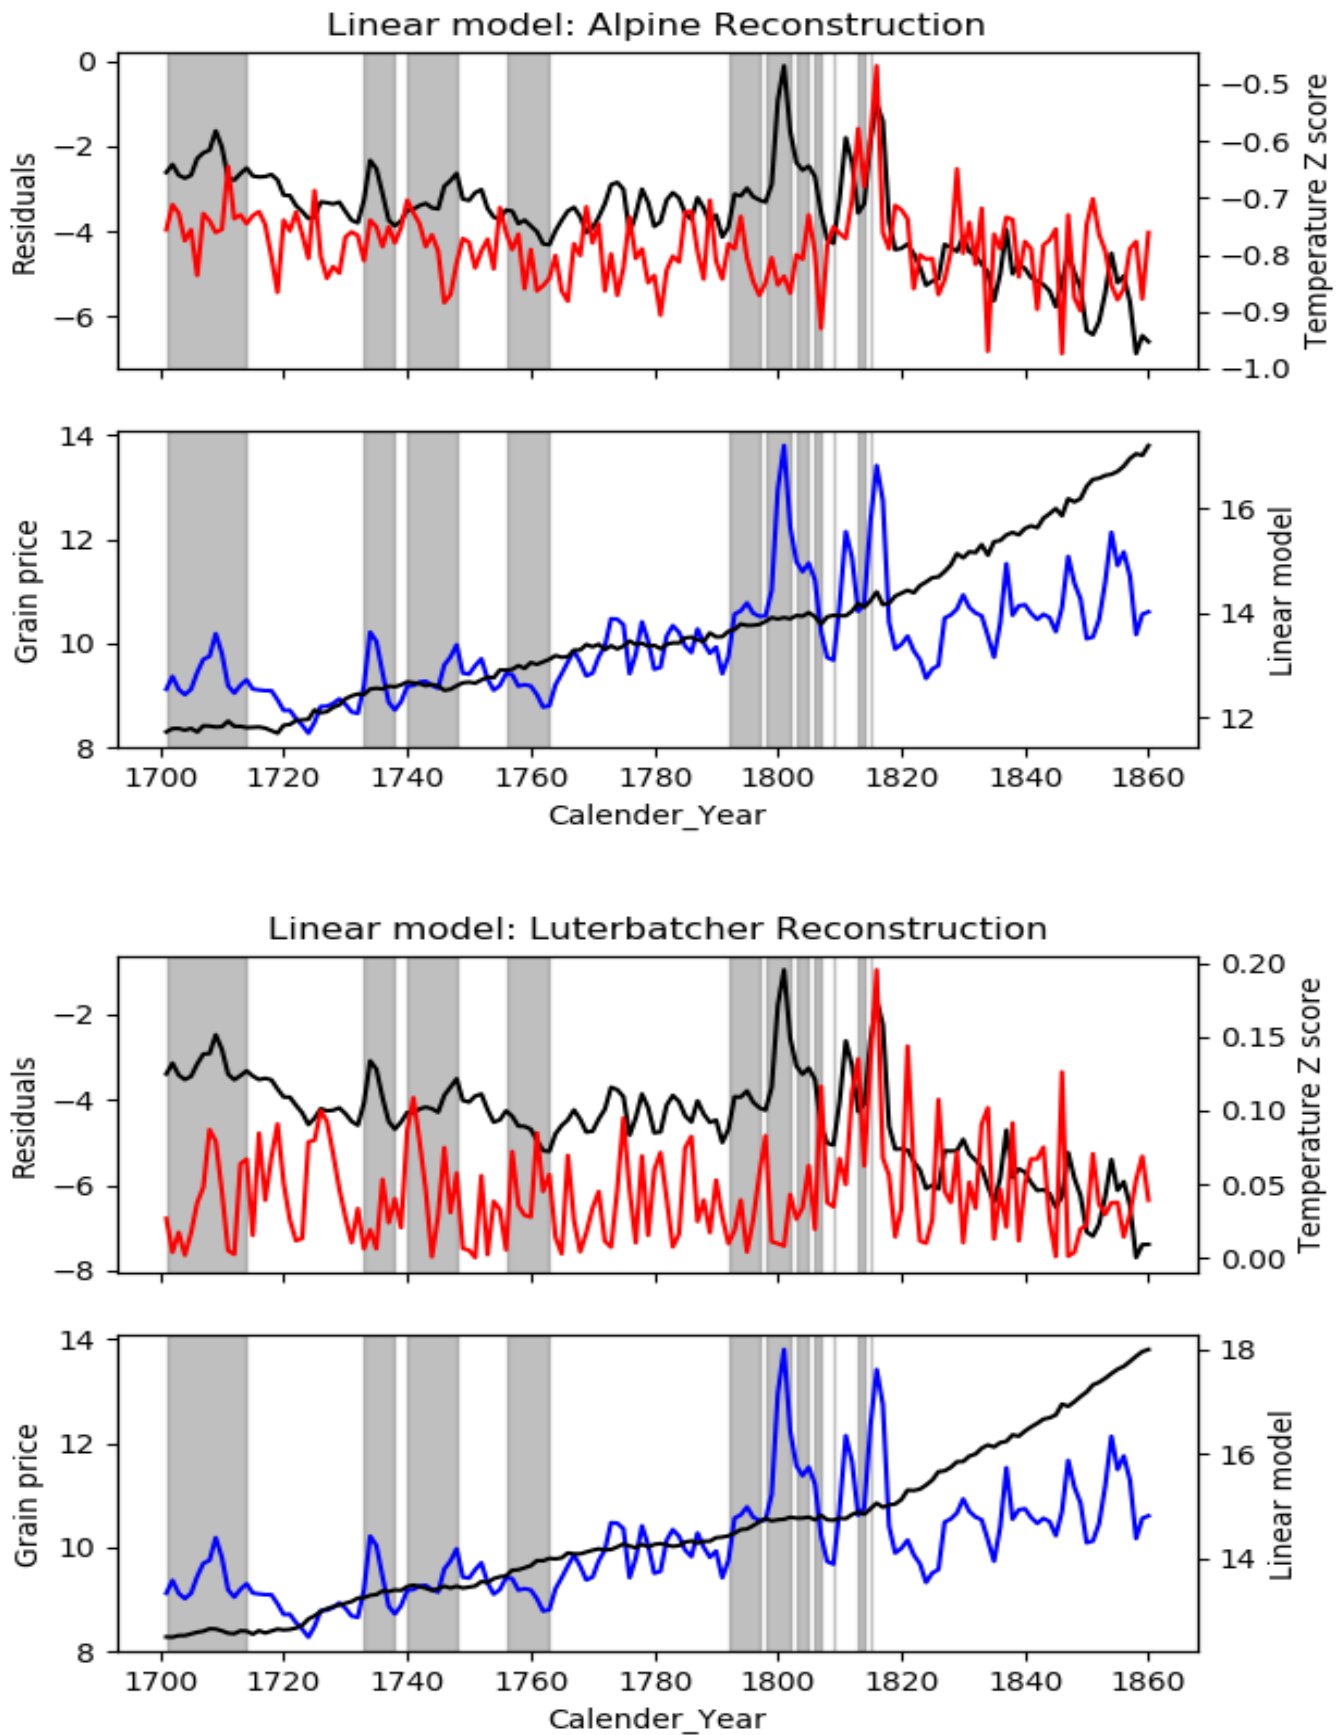 Linear model: Alpine Reconstruction
0
−2
−4
−6
Residuals
−0.5
−0.6
−0.7
−0.8
−0.9
−1.0
Temperature Z score
14
12
10
8
Grain price
16
14
12
Linear model
1700 1720 1740 1760 1780 1800 1820 1840 1860
Calender_Year
Linear model: Luterbatcher Reconstruction
−2
−4
−6
−8
Residuals
0.20
0.15
0.10
0.05
0.00
Temperature Z score
14
12
10
8
Grain price
18
16
14
Linear model
1700 1720 1740 1760 1780 1800 1820 1840 1860
Calender_Year